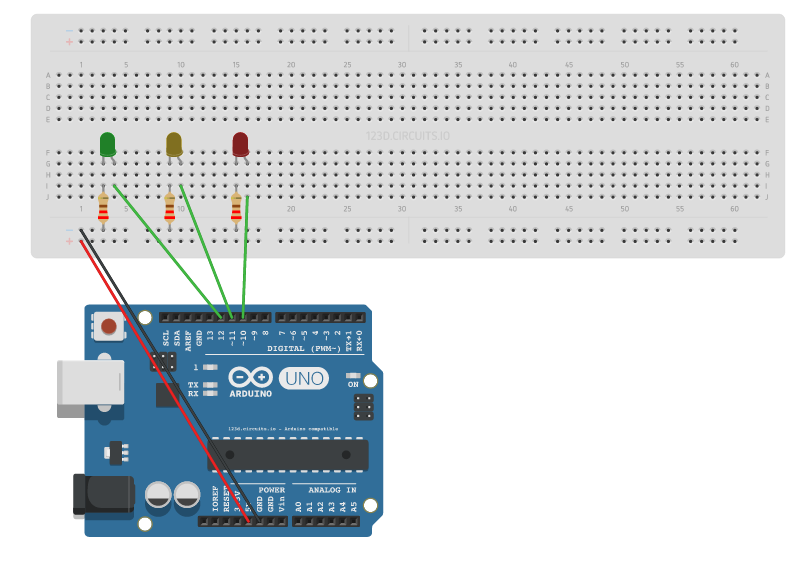 - +
1 5 10 15 20 25 30 35 40 45 50 55 60
A A
B B
C C
D D
E E
123D.CIRCUITS.IO
F F
G G
H H
I I
J J
1 5 10 15 20 25 30 35 40 45 50 55 60
- +
SCL SDA AREF GND 13 12 ~11 ~10 ~9 8 7 ~6 ~5 4 ~3 2 TX→1 RX←0
DIGITAL (PWM~)
1
TX
RX
ARDUINO
UNO
ON
123d.circuits.io - Arduino compatible
POWER ANALOG IN
IOREF RESET 3.3V 5V GND GND Vin A0 A1 A2 A3 A4 A5